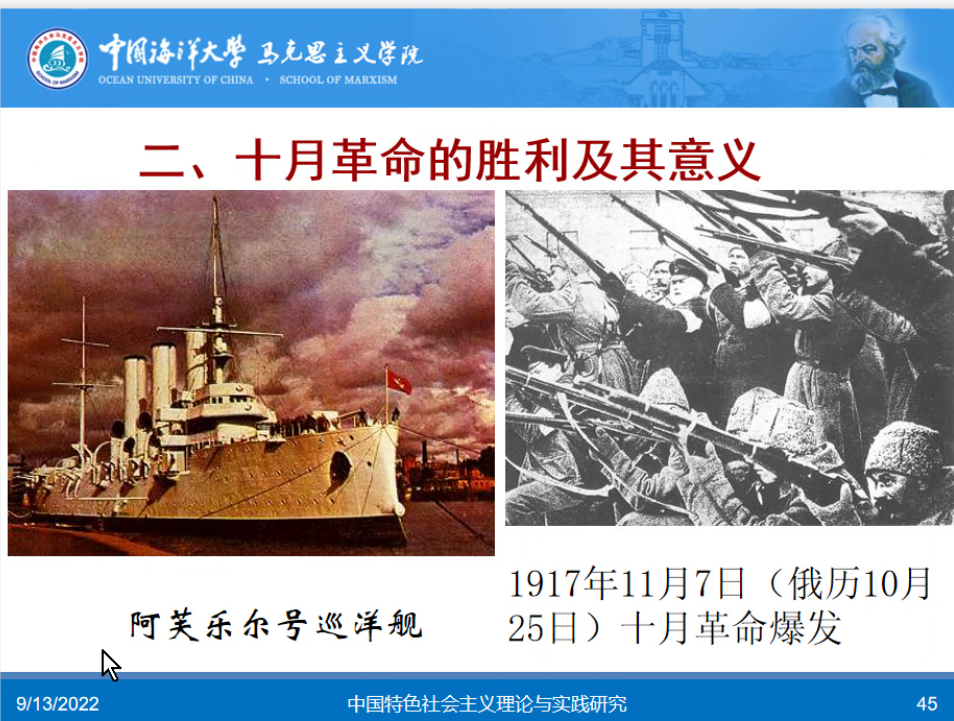 中国海洋大学 马克思主义学院
OCEAN UNIVERSITY OF CHINA · SCHOOL OF MARXISM
二、十月革命的胜利及其意义
阿芙乐尔号巡洋舰
1917年11月7日（俄历10月
25日）十月革命爆发
9/13/2022
中国特色社会主义理论与实践研究
45